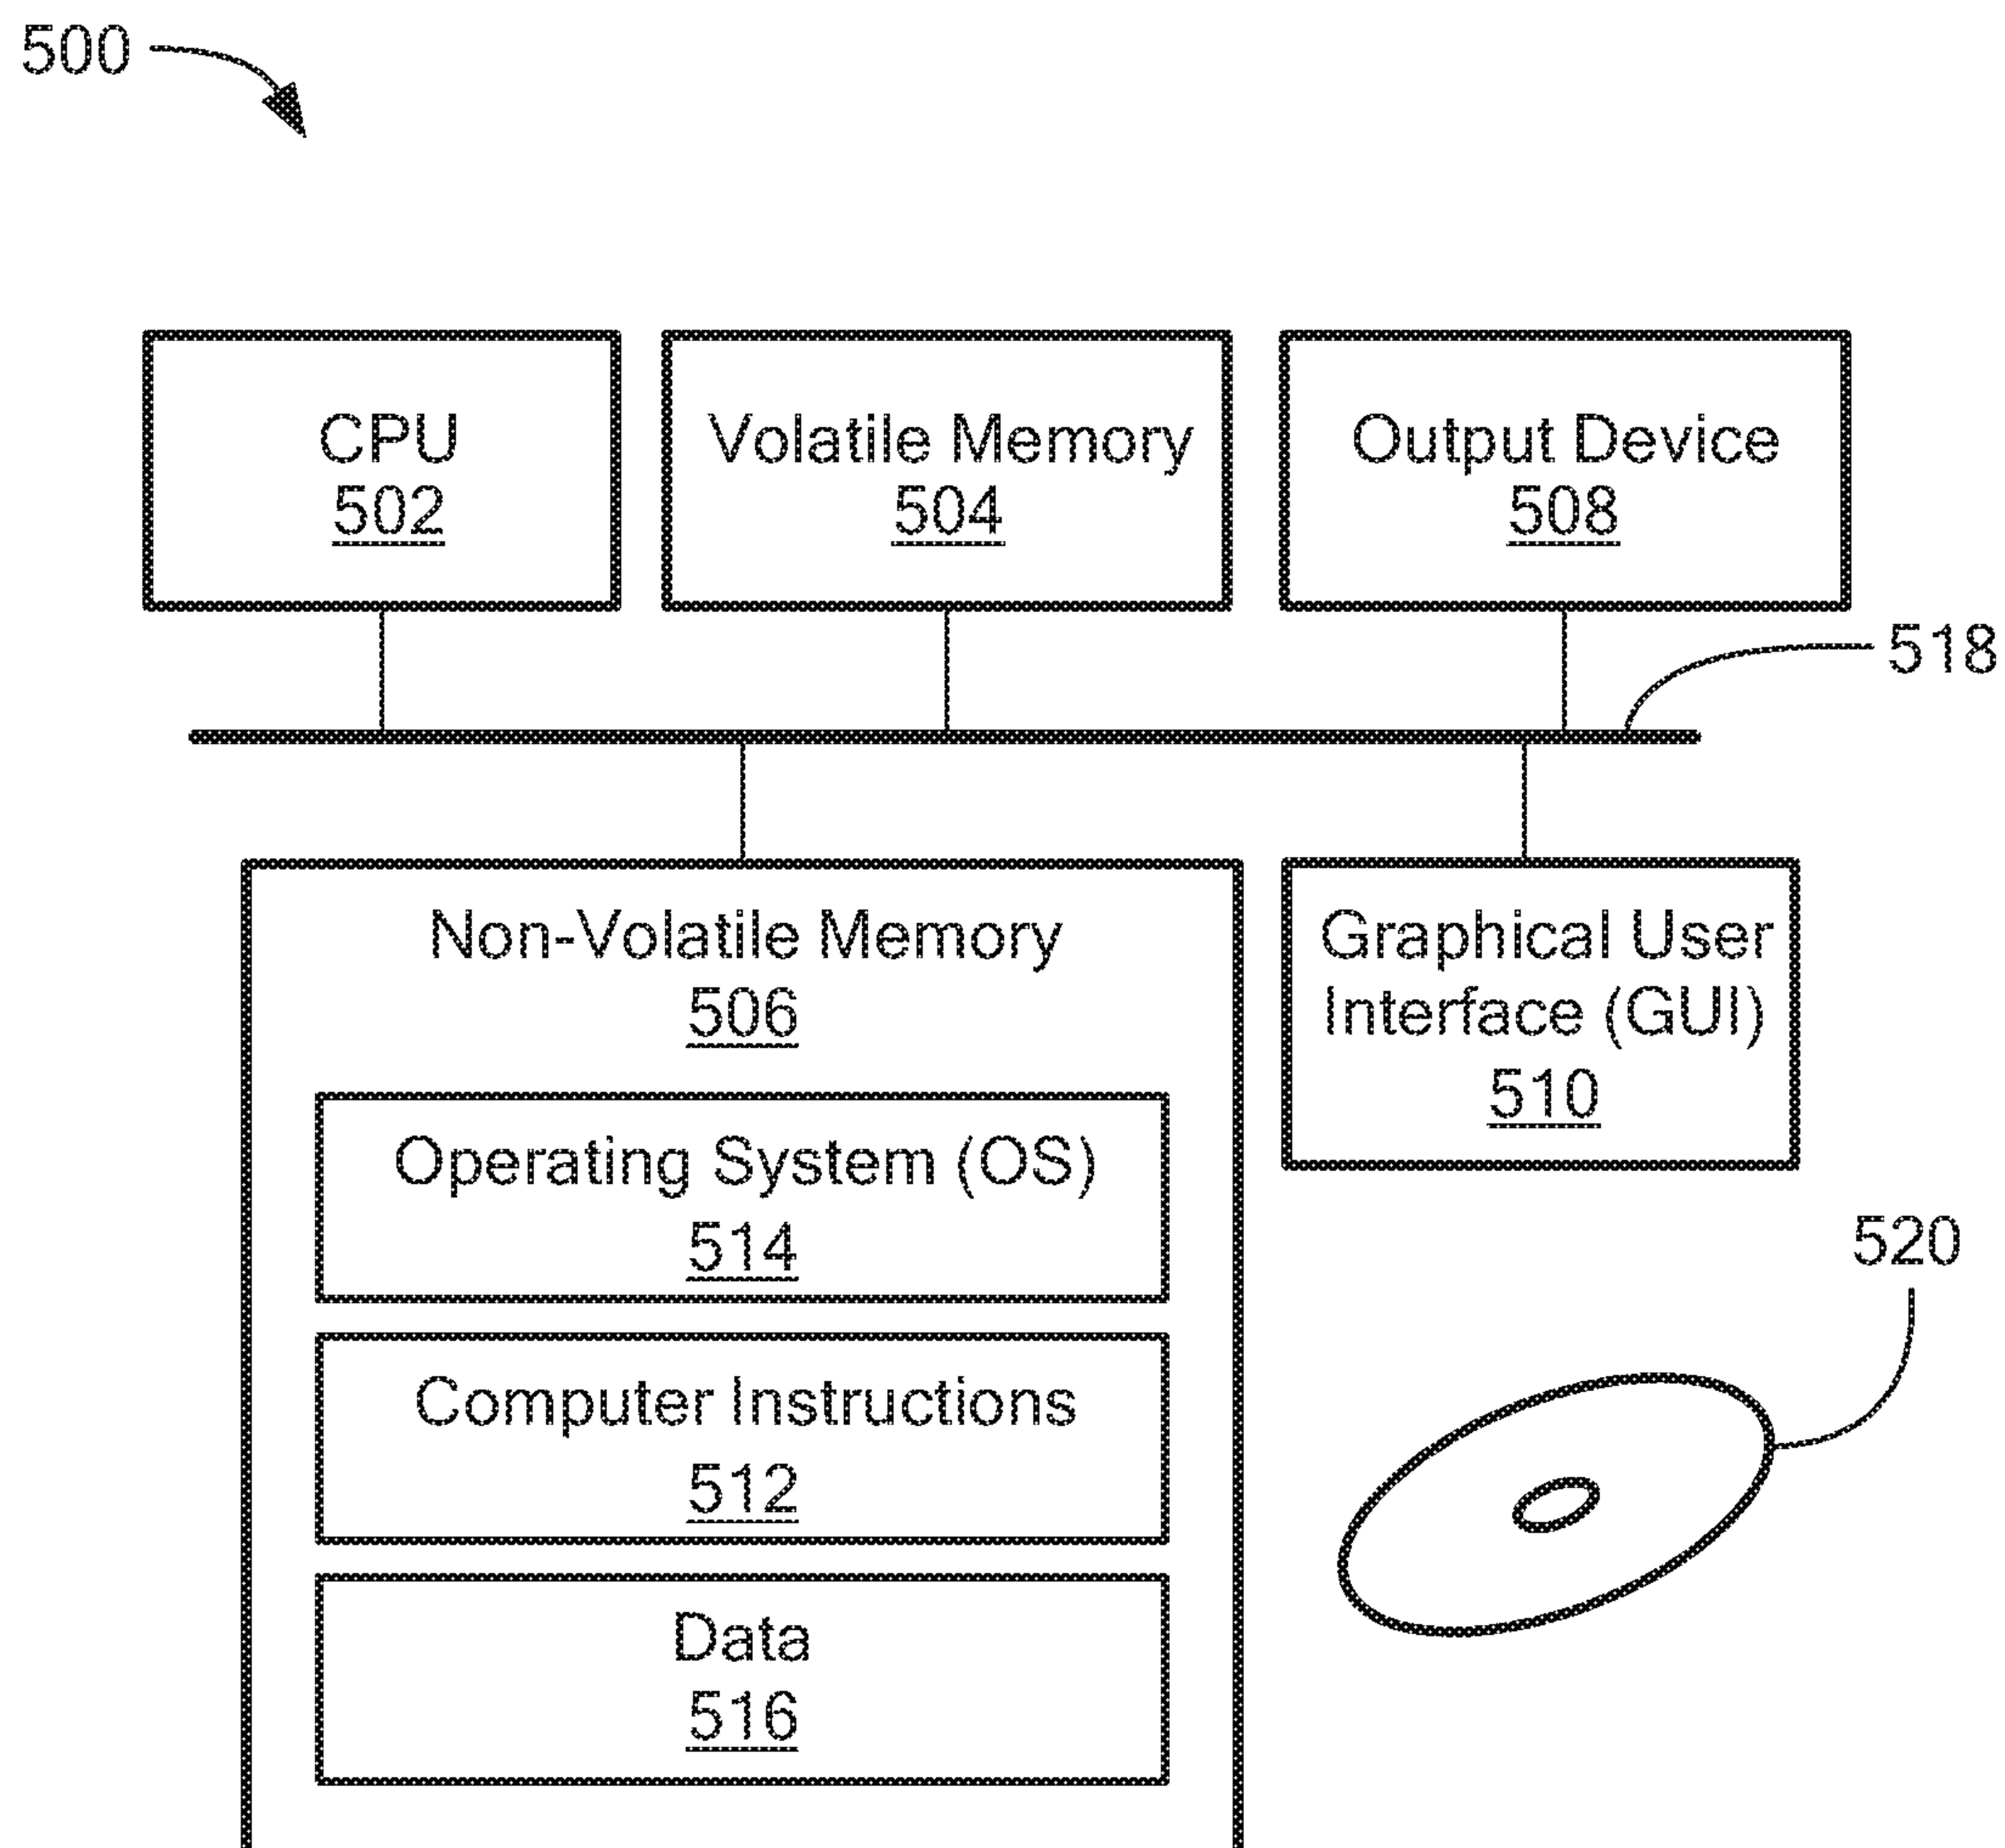 500
CPU
502
Volatile Memory
504
Output Device
508
518
Non-Volatile Memory
506
Graphical User
Interface (GUI)
510
Operating System (OS)
514
Computer Instructions
512
Data
516
520